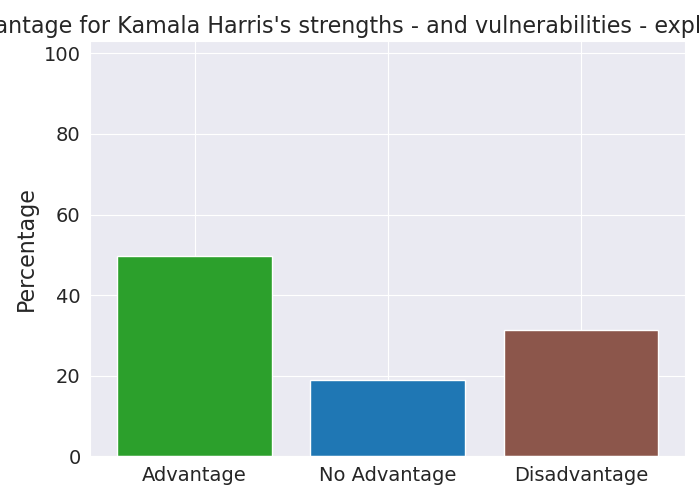 antage for Kamala Harris's strengths - and vulnerabilities - expl
100
80
60
40
20
0
Percentage
Advantage
No Advantage
Disadvantage